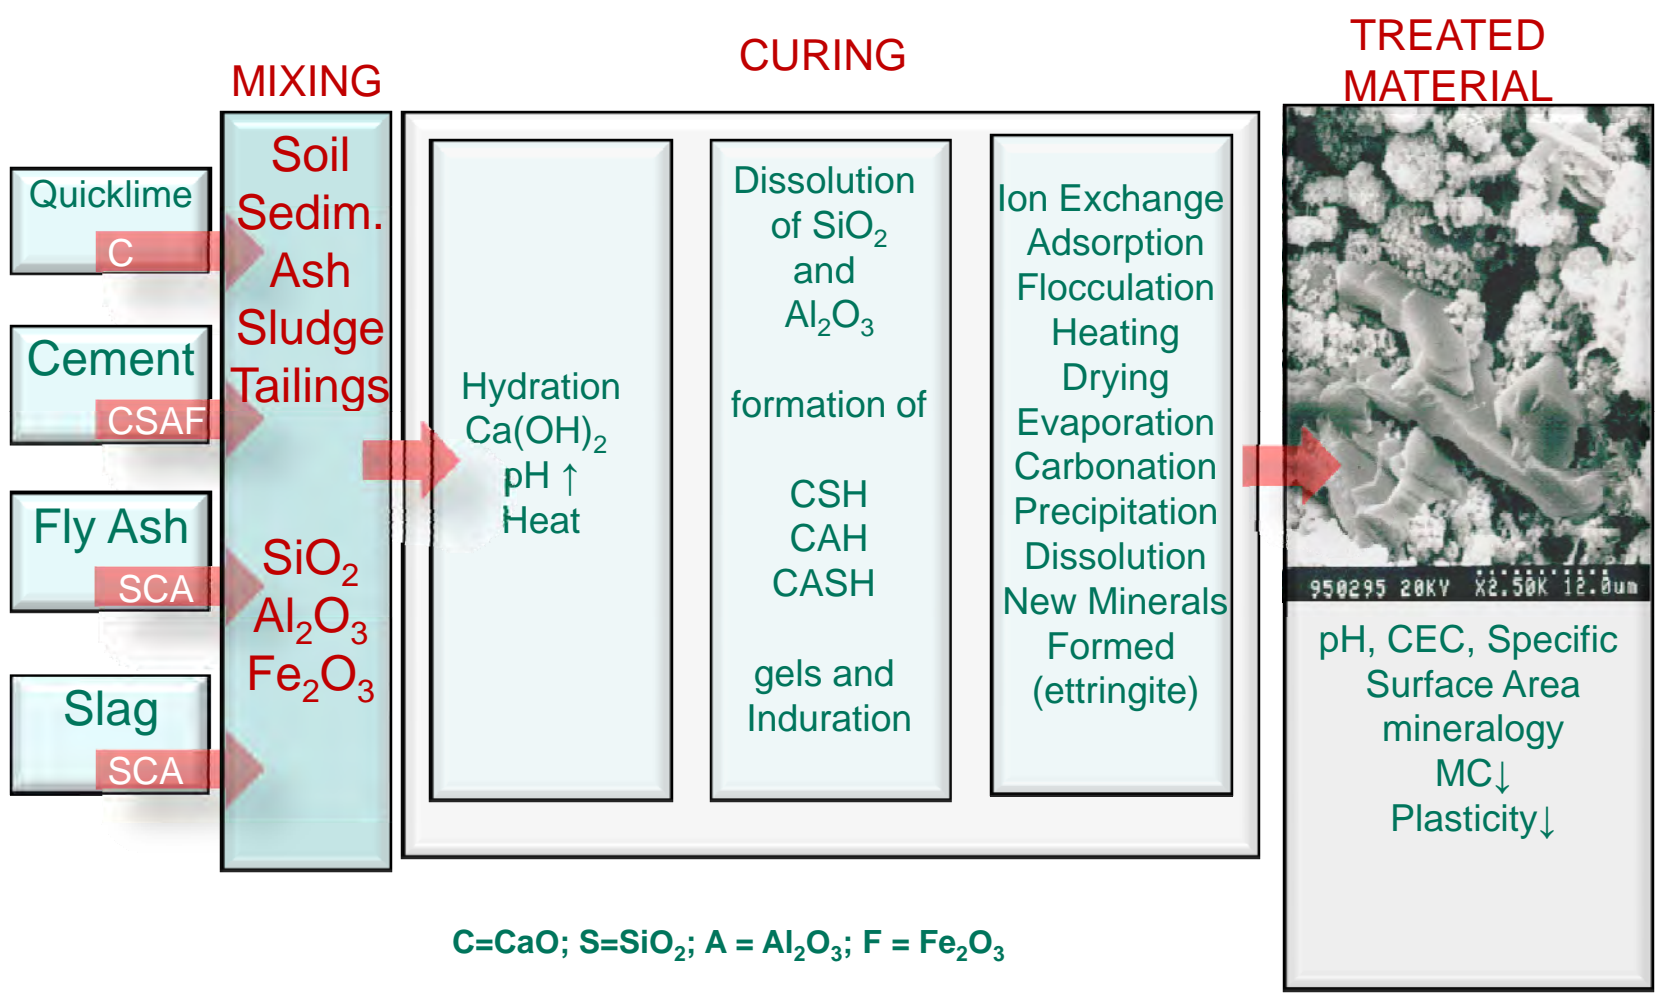 MIXING
CURING
TREATED
MATERIAL
Quicklime
C
Cement
CSAF
Fly Ash
SCA
Slag
SCA
Soil
Sedim.
Ash
Sludge
Tailings
SiO₂
Al₂O₃
Fe₂O₃
Hydration
Ca(OH)₂
pH ↑
Heat
Dissolution
of SiO₂
and
Al₂O₃
formation of
CSH
CAH
CASH
gels and
Induration
Ion Exchange
Adsorption
Flocculation
Heating
Drying
Evaporation
Carbonation
Precipitation
Dissolution
New Minerals
Formed
(ettringite)
950295 20KV X2.50K 12.0um
pH, CEC, Specific
Surface Area
mineralogy
MC↓
Plasticity↓
C=CaO; S=SiO₂; A = Al₂O₃; F = Fe₂O₃